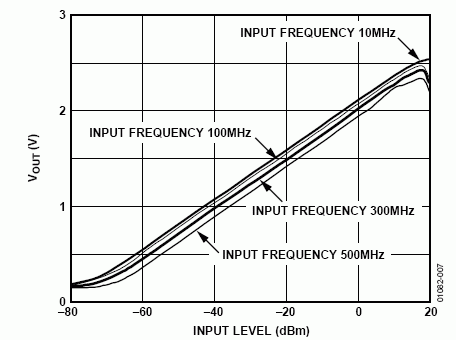 3
INPUT FREQUENCY 10MHz
2
INPUT FREQUENCY 100MHz
VOUT (V)
INPUT FREQUENCY 300MHz
1
INPUT FREQUENCY 500MHz
0
–80
–60
–40
–20
0
20
INPUT LEVEL (dBm)
01082-007